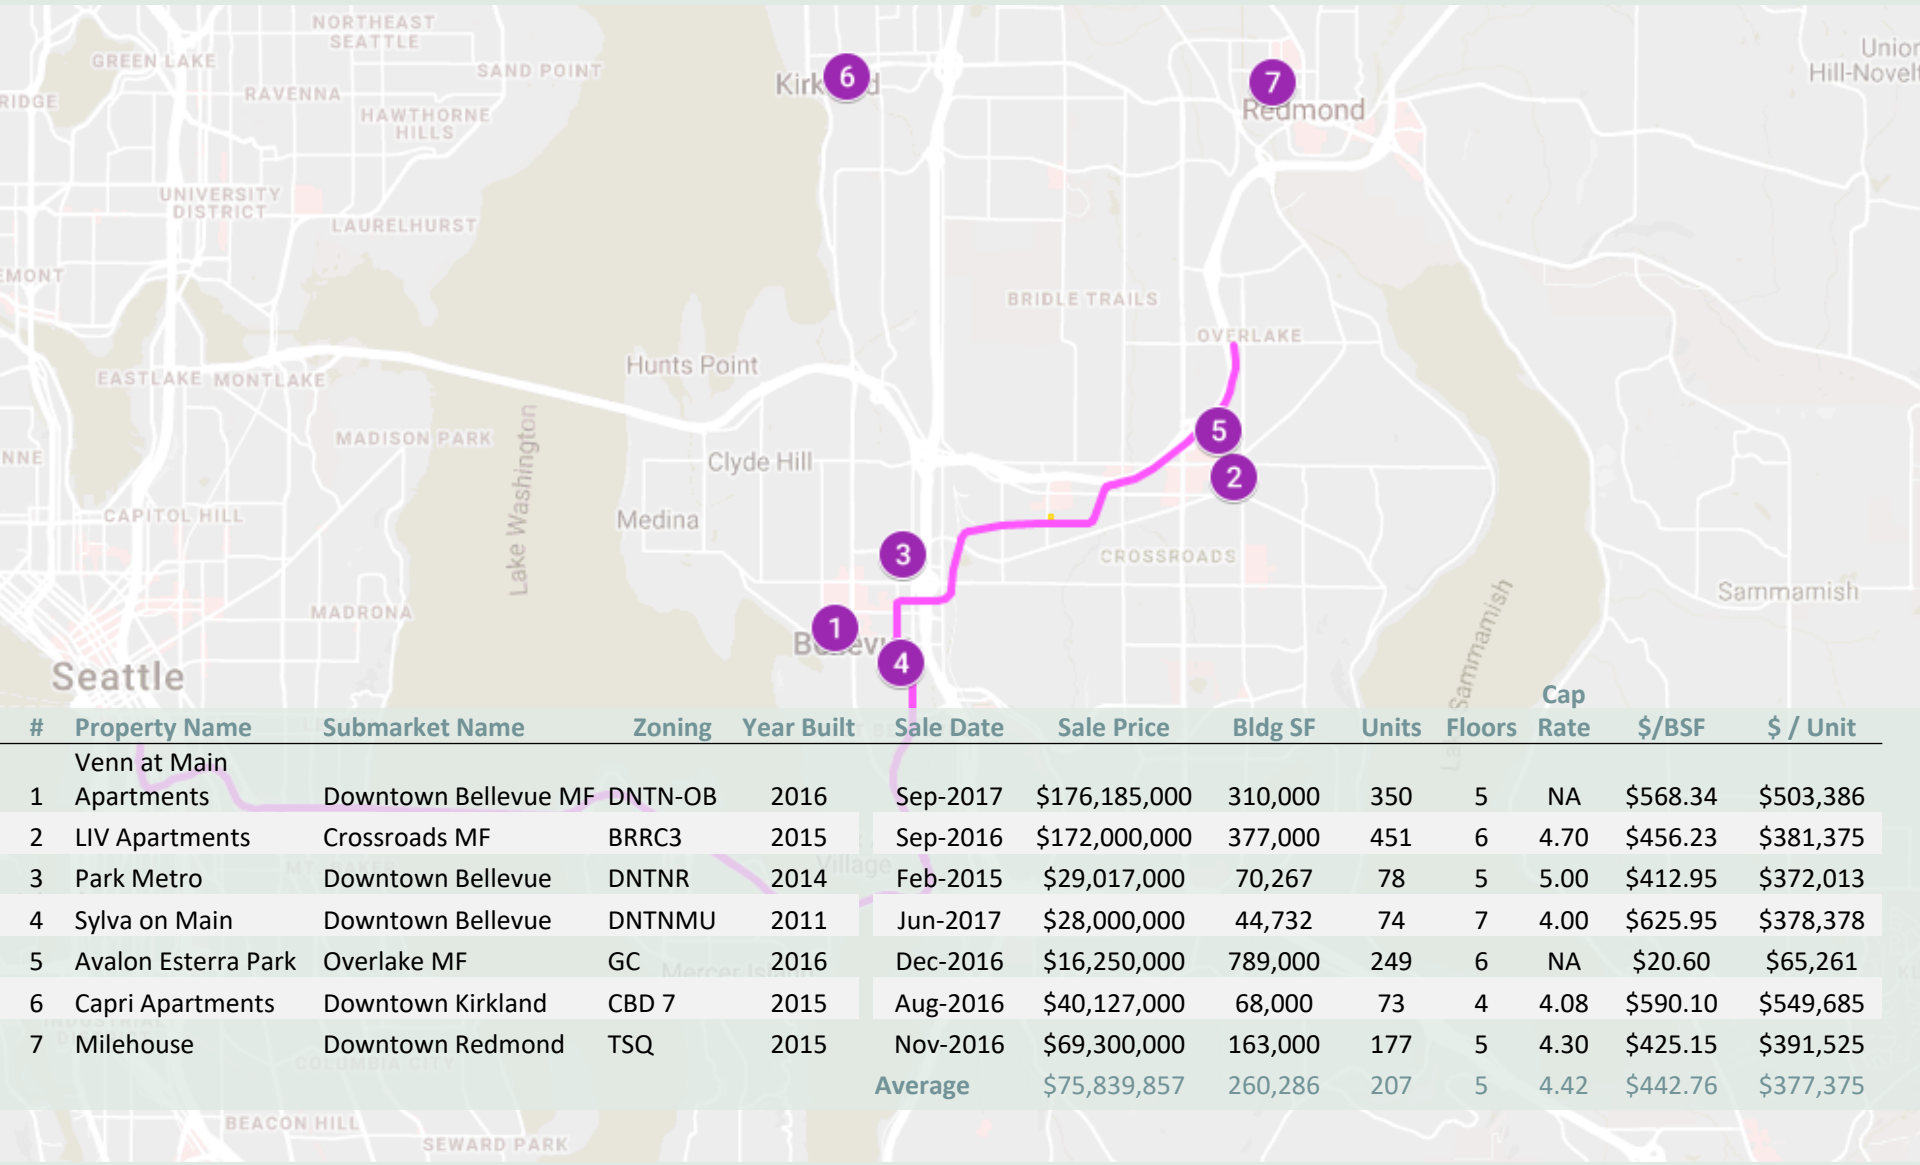 NORTHEAST
SEATTLE
GREEN LAKE
SAND POINT
RIDGE
RAVENNA
HAWTHORNE
HILLS
6
7
Redmond
Union
Hill-Novelt
UNIVERSITY
DISTRICT
LAURELHURST
EMONT
BRIDLE TRAILS
OVERLAKE
Hunts Point
EASTLAKE MONTLAKE
MADISON PARK
NNE
Lake Washington
Clyde Hill
5
2
CAPITOL HILL
Medina
3
CROSSROADS
MADRONA
Sammamish
Sammamish
1
4
Seattle
# Property Name Submarket Name Zoning Year Built Sale Date Sale Price Bldg SF Units Floors Cap Rate $/BSF $ / Unit
Venn at Main
1 Apartments Downtown Bellevue MF DNTN-OB 2016 Sep-2017 $176,185,000 310,000 350 5 NA $568.34 $503,386
2 LIV Apartments Crossroads MF BRRC3 2015 Sep-2016 $172,000,000 377,000 451 6 4.70 $456.23 $381,375
3 Park Metro Downtown Bellevue DNTNR 2014 Feb-2015 $29,017,000 70,267 78 5 5.00 $412.95 $372,013
4 Sylva on Main Downtown Bellevue DNTNMU 2011 Jun-2017 $28,000,000 44,732 74 7 4.00 $625.95 $378,378
5 Avalon Esterra Park Overlake MF GC 2016 Dec-2016 $16,250,000 789,000 249 6 NA $20.60 $65,261
6 Capri Apartments Downtown Kirkland CBD 7 2015 Aug-2016 $40,127,000 68,000 73 4 4.08 $590.10 $549,685
7 Milehouse Downtown Redmond TSQ 2015 Nov-2016 $69,300,000 163,000 177 5 4.30 $425.15 $391,525
Average $75,839,857 260,286 207 5 4.42 $442.76 $377,375
Village
Mercer Island
COLUMBIA CITY
BEACON HILL
SEWARD PARK